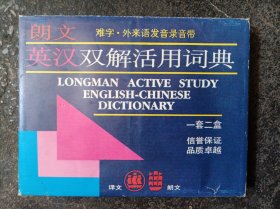 朗文
难字·外来语发音录音带
英汉双解活用词典
LONGMAN ACTIVE STUDY
ENGLISH-CHINESE
DICTIONARY
一套二盒
信誉保证
品质卓越
译文
朗文